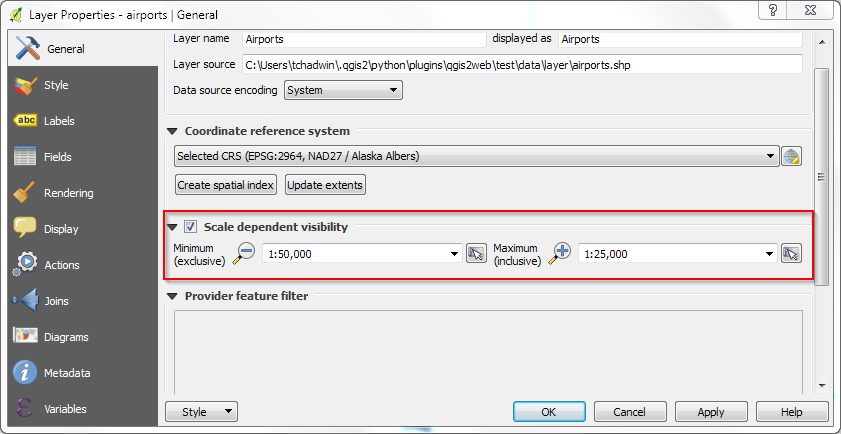 Layer Properties - airports | General
General
Style
abc Labels
Fields
Rendering
Display
Actions
Joins
Diagrams
Metadata
Variables
Layer name Airports displayed as Airports
Layer source C:\Users\tchadwin\.qgis2\python\plugins\qgis2web\test\data\layer\airports.shp
Data source encoding System
Coordinate reference system
Selected CRS (EPSG:2964, NAD27 / Alaska Albers)
Create spatial index Update extents
Scale dependent visibility
Minimum (exclusive) 1:50,000 Maximum (inclusive) 1:25,000
Provider feature filter
Style OK Cancel Apply Help